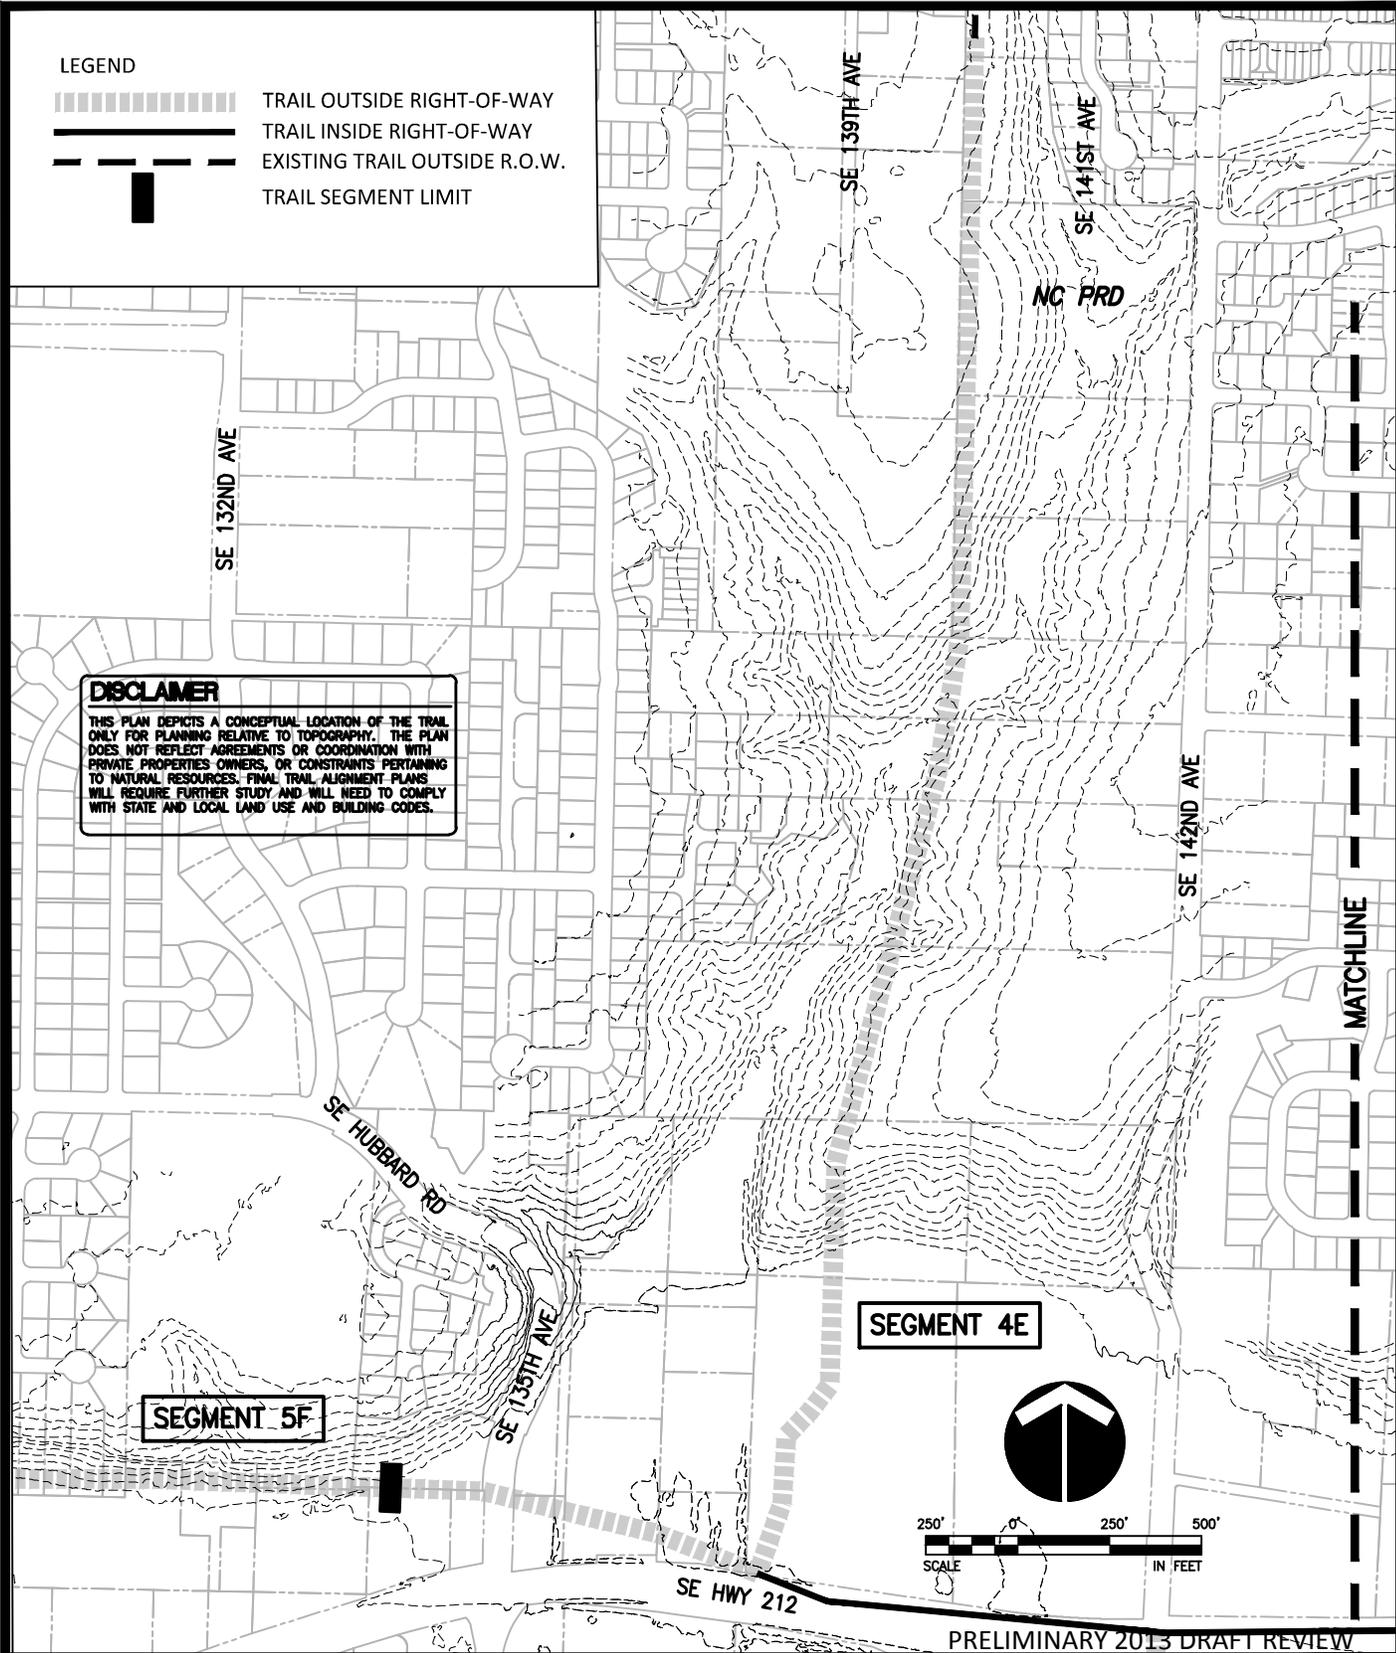 LEGEND
TRAIL OUTSIDE RIGHT-OF-WAY
TRAIL INSIDE RIGHT-OF-WAY
EXISTING TRAIL OUTSIDE R.O.W.
TRAIL SEGMENT LIMIT
SE 139TH AVE
SE 141ST AVE
NC PRD
SE 132ND AVE
DISCLAIMER
THIS PLAN DEPICTS A CONCEPTUAL LOCATION OF THE TRAIL
ONLY FOR PLANNING RELATIVE TO TOPOGRAPHY. THE PLAN
DOES NOT REFLECT AGREEMENTS OR COORDINATION WITH
PRIVATE PROPERTIES OWNERS, OR CONSTRAINTS PERTAINING
TO NATURAL RESOURCES. FINAL TRAIL ALIGNMENT PLANS
WILL REQUIRE FURTHER STUDY AND WILL NEED TO COMPLY
WITH STATE AND LOCAL LAND USE AND BUILDING CODES.
SE 142ND AVE
MATCHLINE
SE HUBBARD RD
SE 135TH AVE
SEGMENT 4E
SEGMENT 5F
250' 0' 250' 500'
SCALE IN FEET
SE HWY 212
PRELIMINARY 2013 DRAFT REVIEW